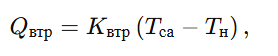 Qвтр = Kвтр (Tса − Tн) ,